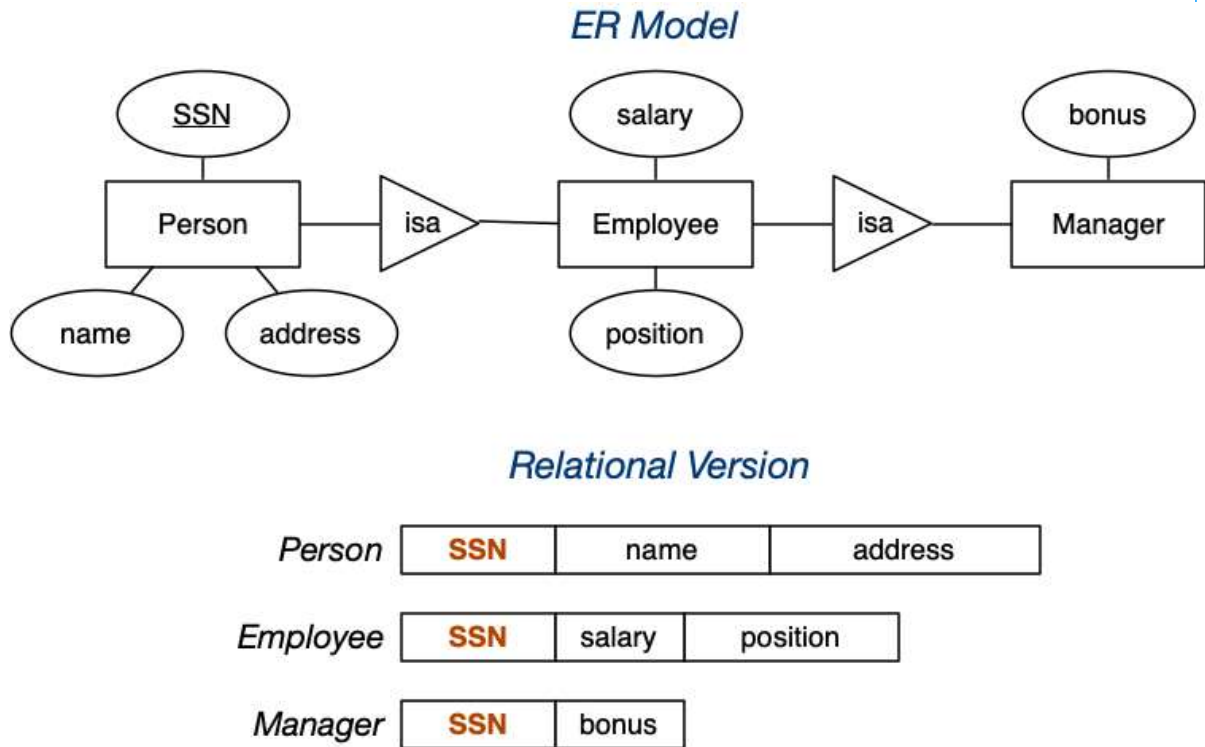 ER Model
SSN
salary
bonus
Person
isa
Employee
isa
Manager
name
address
position
Relational Version
Person SSN name address
Employee SSN salary position
Manager SSN bonus